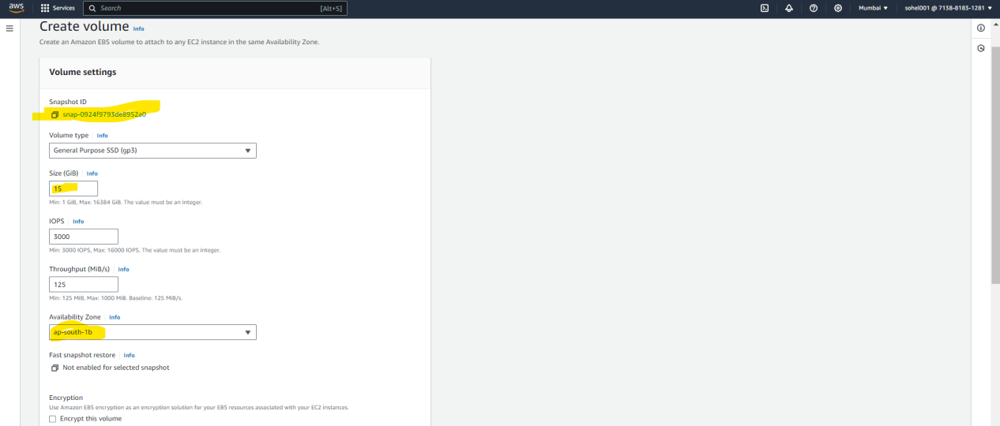 aws Services Search [Alt+S] Mumbai ▼ sohel001 @ 7138-8183-1281 ▼
Create volume Info
Create an Amazon EBS volume to attach to any EC2 instance in the same Availability Zone.
Volume settings
Snapshot ID
snap-0924f9793de8952a0
Volume type Info
General Purpose SSD (gp3)
Size (GiB) Info
15
Min: 1 GiB, Max: 16384 GiB. The value must be an integer.
IOPS Info
3000
Min: 3000 IOPS, Max: 16000 IOPS. The value must be an integer.
Throughput (MiB/s) Info
125
Min: 125 MiB, Max: 1000 MiB. Baseline: 125 MiB/s.
Availability Zone Info
ap-south-1b
Fast snapshot restore Info
Not enabled for selected snapshot
Encryption
Use Amazon EBS encryption as an encryption solution for your EBS resources associated with your EC2 instances.
Encrypt this volume